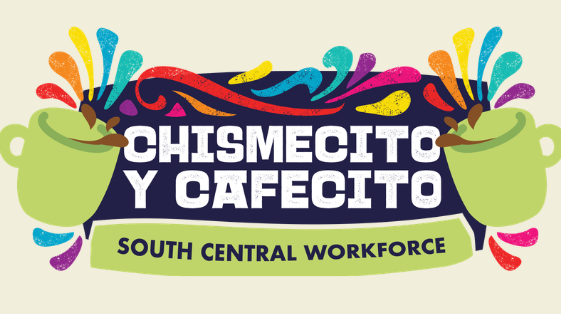 CHISMECITO
Y CAFECITO
SOUTH CENTRAL WORKFORCE